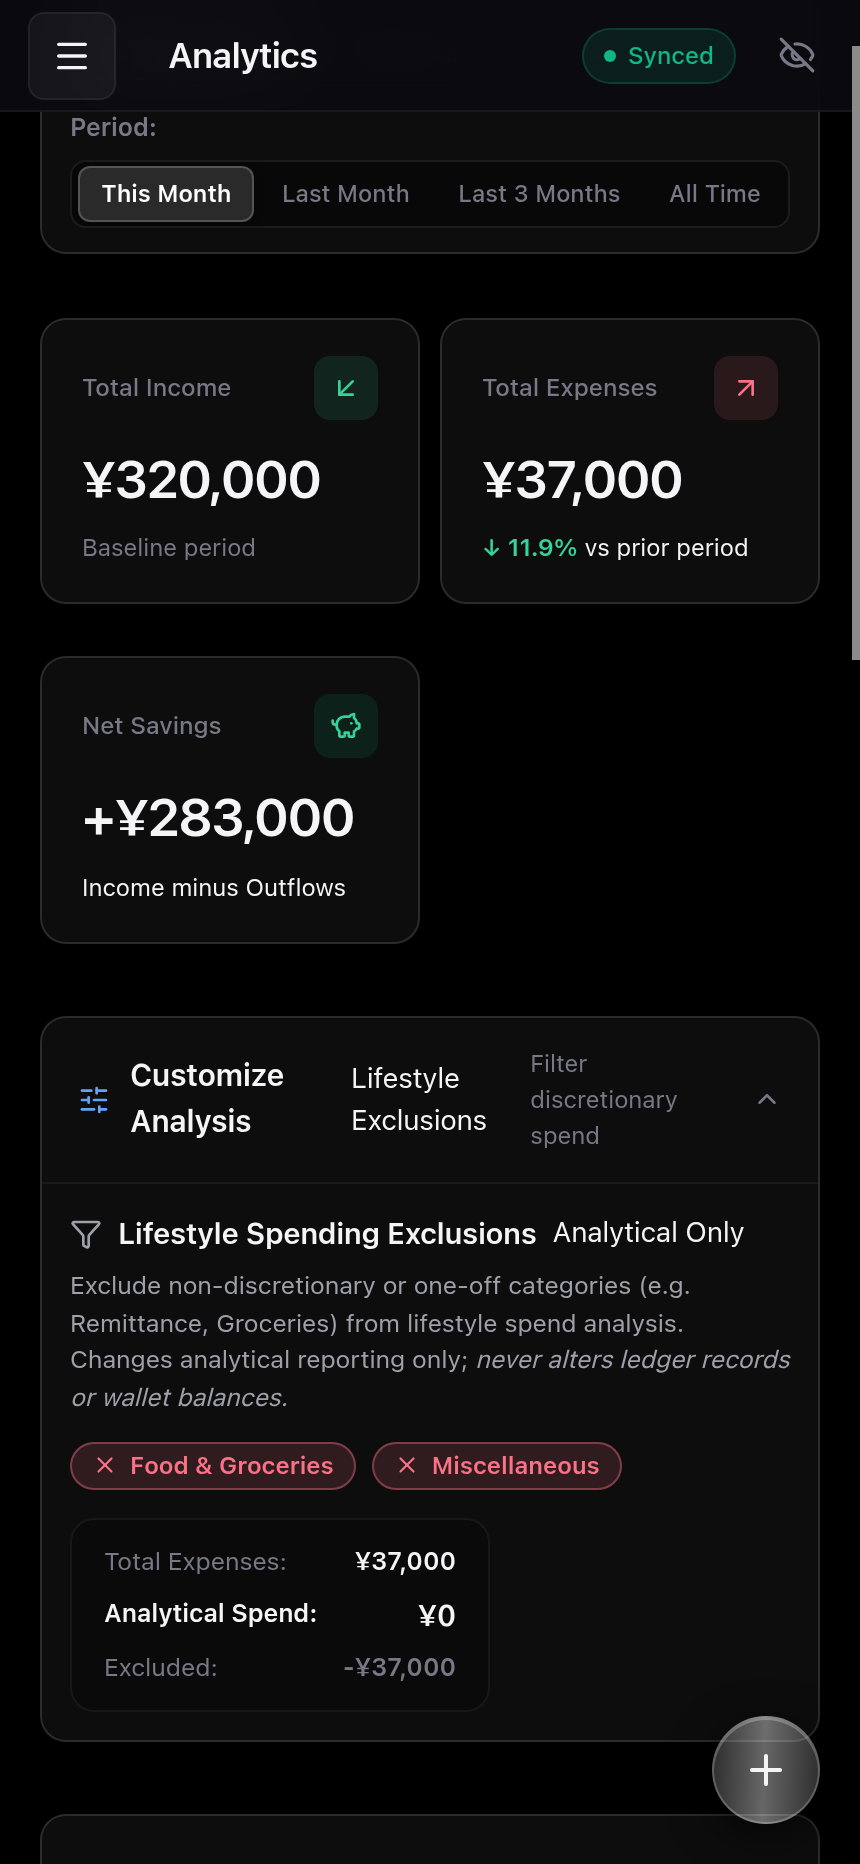 Analytics
Synced
Period:
This Month
Last Month
Last 3 Months
All Time
Total Income
¥320,000
Baseline period
Total Expenses
¥37,000
↓ 11.9% vs prior period
Net Savings
+¥283,000
Income minus Outflows
Customize
Analysis
Lifestyle
Exclusions
Filter
discretionary
spend
Lifestyle Spending Exclusions Analytical Only
Exclude non-discretionary or one-off categories (e.g.
Remittance, Groceries) from lifestyle spend analysis.
Changes analytical reporting only; never alters ledger records
or wallet balances.
Food & Groceries
Miscellaneous
Total Expenses: ¥37,000
Analytical Spend: ¥0
Excluded: -¥37,000